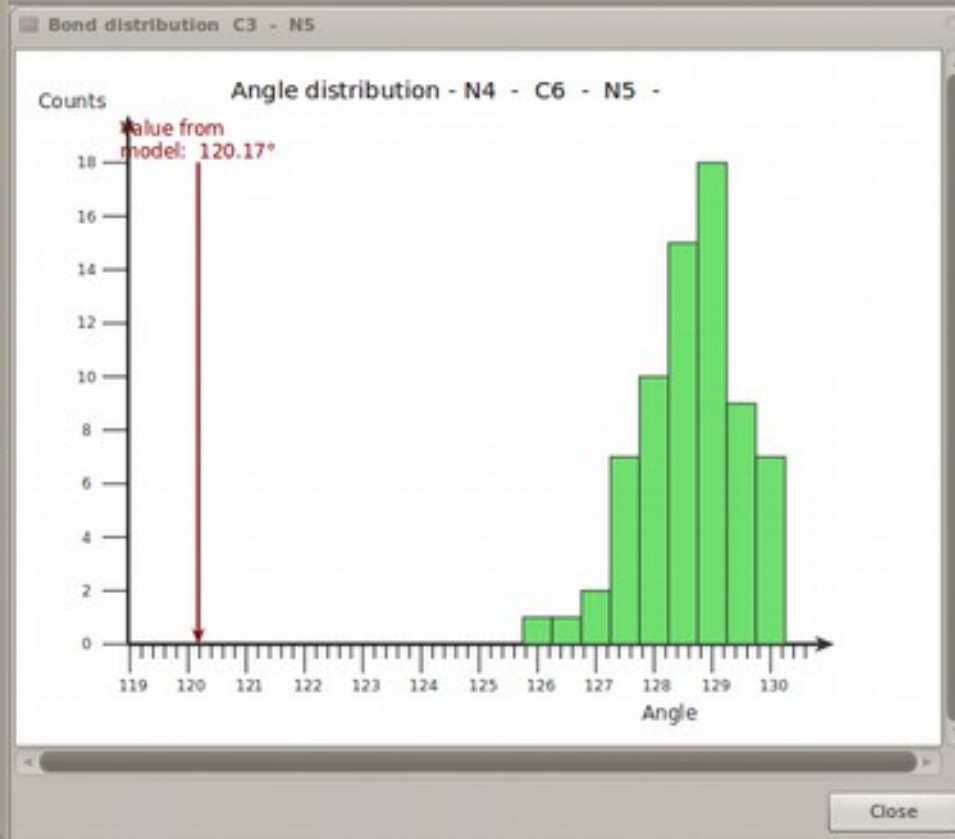 Bond distribution  C3  -  N5
Angle distribution - N4  -  C6  -  N5  -
Counts
Value from
model:  120.17°
18
16
14
12
10
8
6
4
2
0
119 120 121 122 123 124 125 126 127 128 129 130
Angle
Close